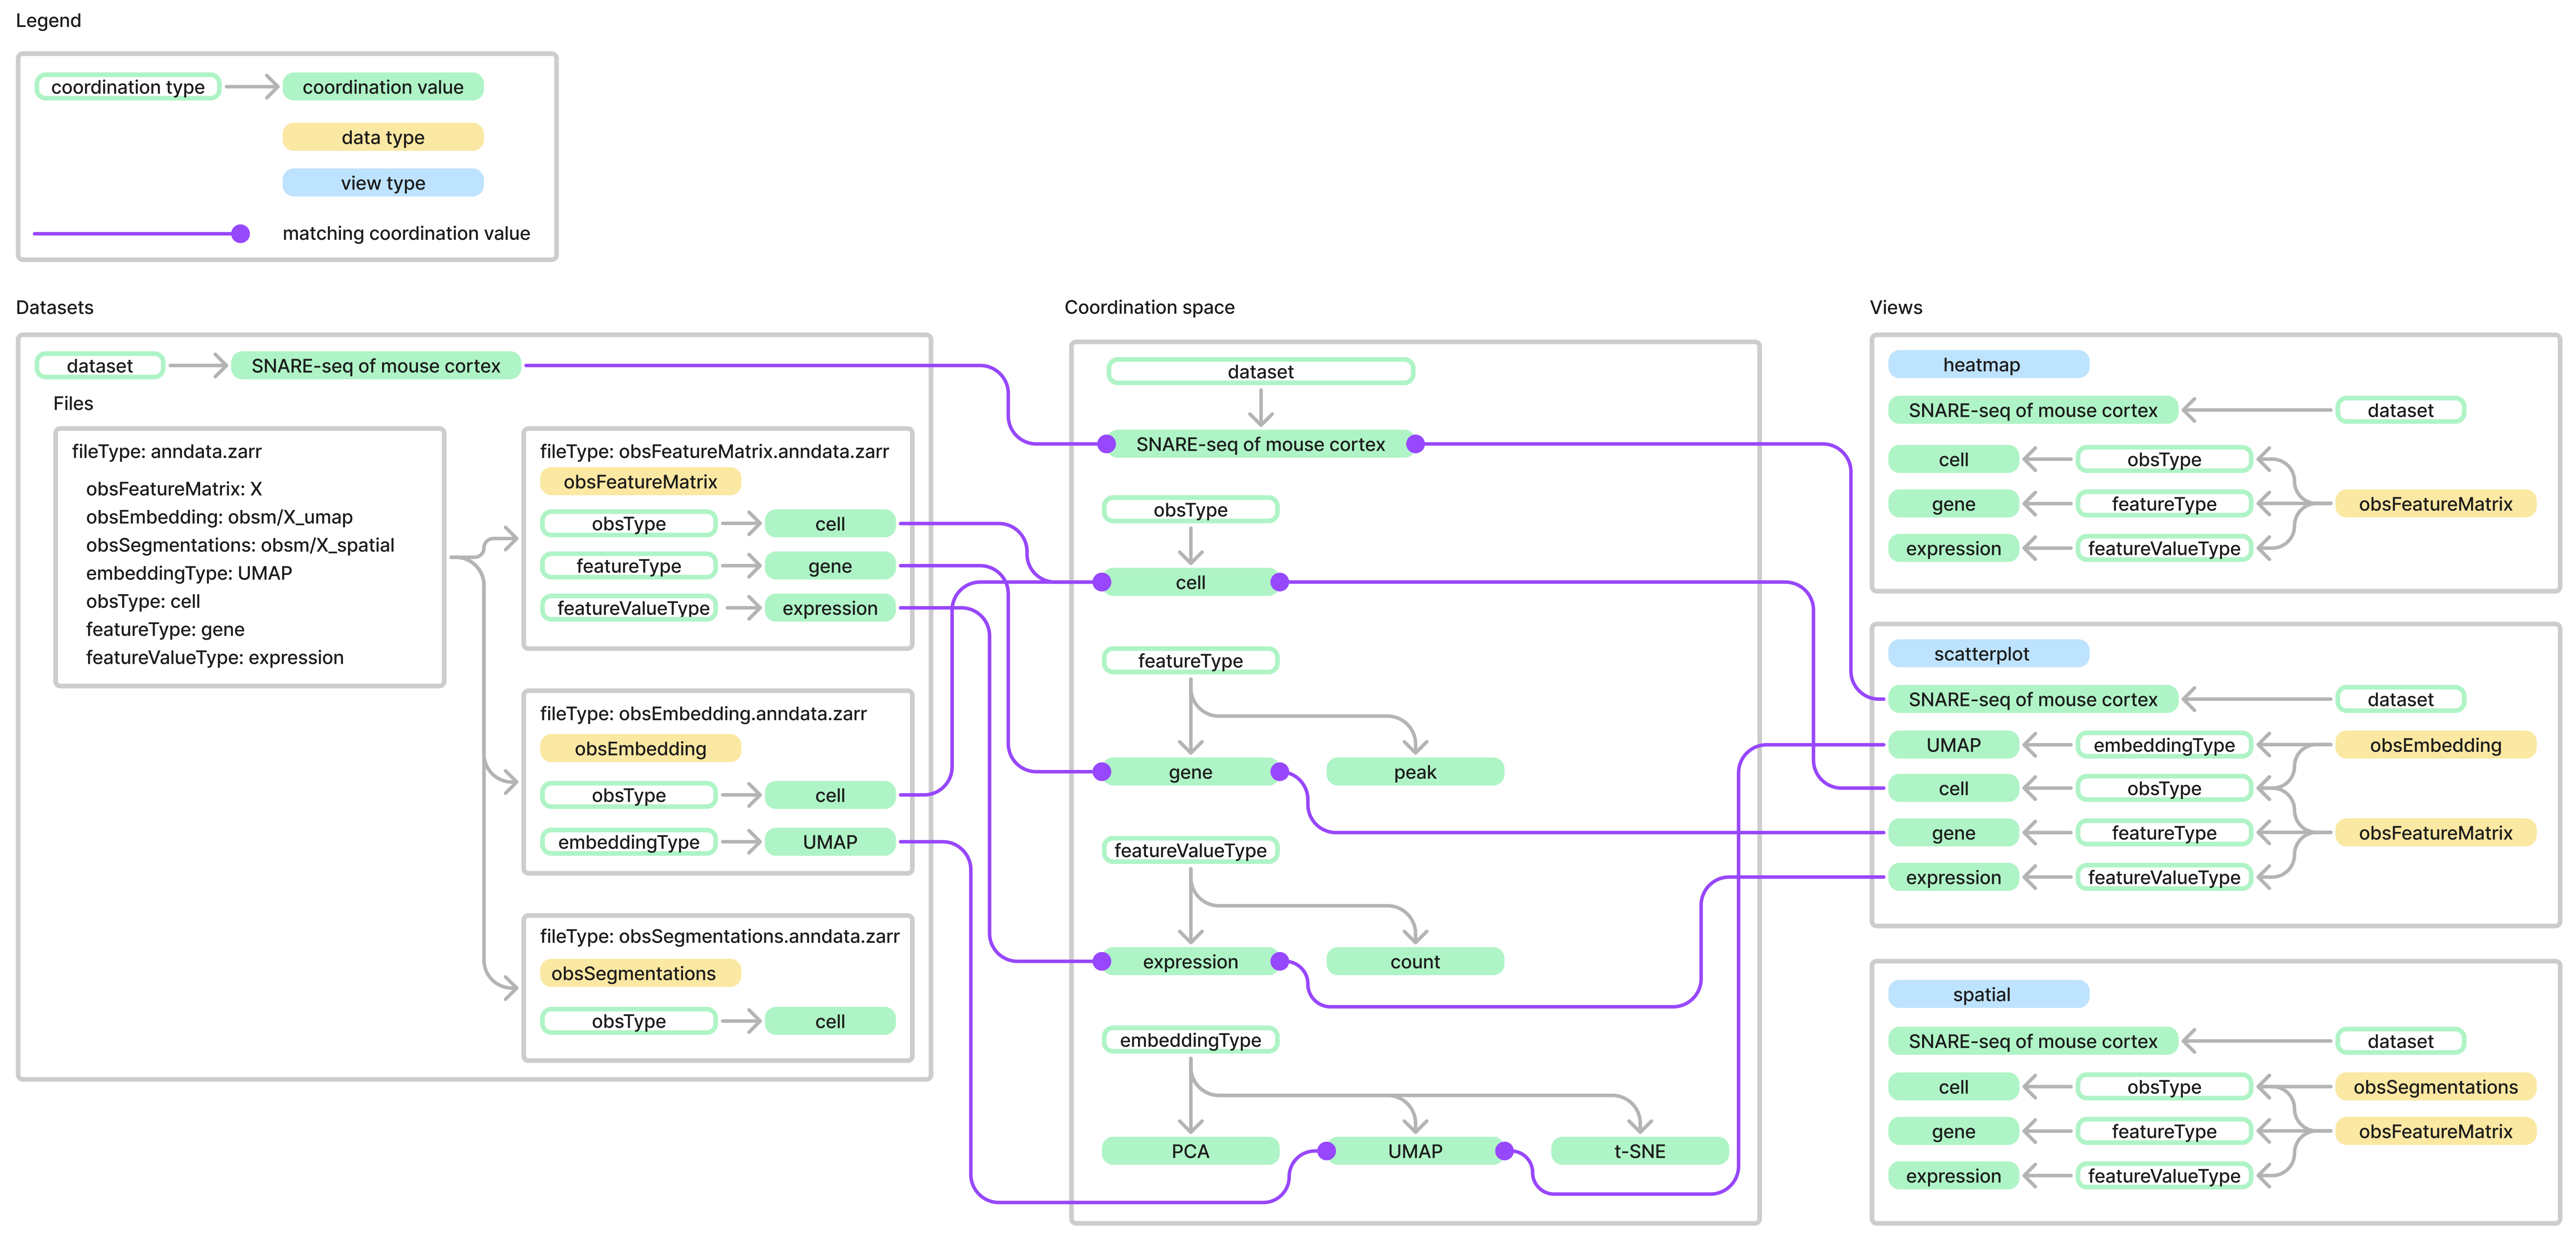 Legend
coordination type
coordination value
data type
view type
matching coordination value
Datasets
dataset
SNARE-seq of mouse cortex
Files
fileType: anndata.zarr
obsFeatureMatrix: X
obsEmbedding: obsm/X_umap
obsSegmentations: obsm/X_spatial
embeddingType: UMAP
obsType: cell
featureType: gene
featureValueType: expression
fileType: obsFeatureMatrix.anndata.zarr
obsFeatureMatrix
obsType
cell
featureType
gene
featureValueType
expression
fileType: obsEmbedding.anndata.zarr
obsEmbedding
obsType
cell
embeddingType
UMAP
fileType: obsSegmentations.anndata.zarr
obsSegmentations
obsType
cell
Coordination space
dataset
SNARE-seq of mouse cortex
obsType
cell
featureType
gene
peak
featureValueType
expression
count
embeddingType
PCA
UMAP
t-SNE
Views
heatmap
SNARE-seq of mouse cortex
dataset
cell
obsType
gene
featureType
obsFeatureMatrix
expression
featureValueType
scatterplot
SNARE-seq of mouse cortex
dataset
UMAP
embeddingType
obsEmbedding
cell
obsType
gene
featureType
obsFeatureMatrix
expression
featureValueType
spatial
SNARE-seq of mouse cortex
dataset
cell
obsType
obsSegmentations
gene
featureType
obsFeatureMatrix
expression
featureValueType